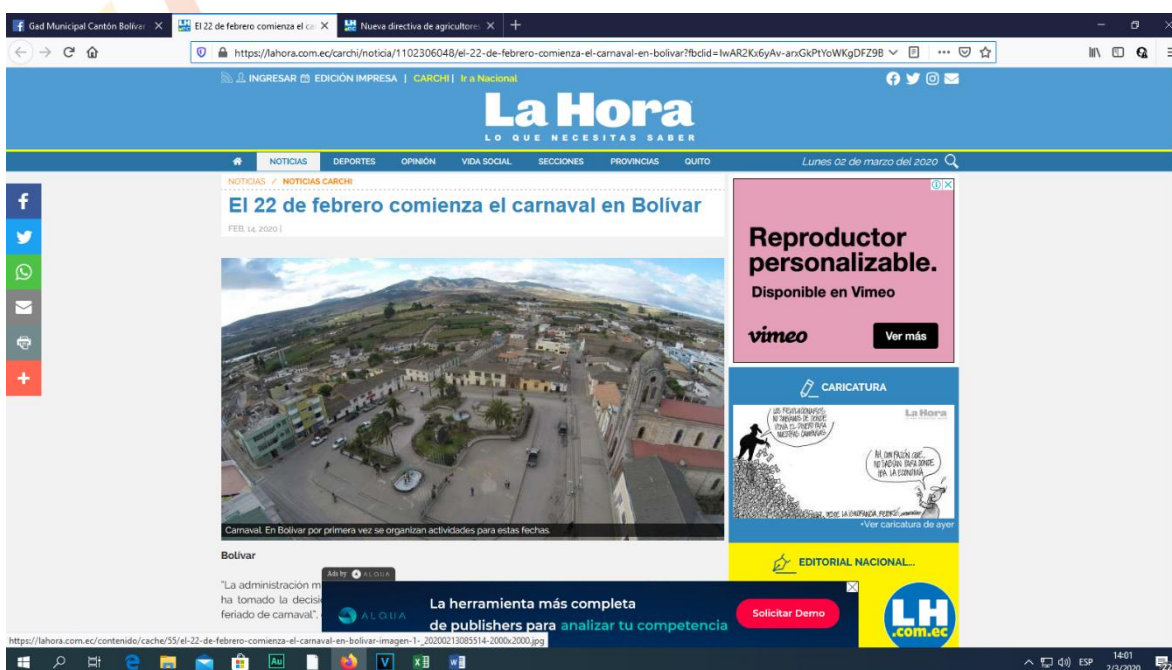 Gad Municipal Cantón Bolívar
El 22 de febrero comienza el ca
Nueva directiva de agricultores
https://lahora.com.ec/carchi/noticia/1102306048/el-22-de-febrero-comienza-el-carnaval-en-bolivar?fbclid=IwAR2Kx6yAv-arxGkPtYoWKgDFZ9B
INGRESAR EDICIÓN IMPRESA | CARCHI | Ir a Nacional
La Hora
LO QUE NECESITAS SABER
NOTICIAS DEPORTES OPINIÓN VIDA SOCIAL SECCIONES PROVINCIAS QUITO Lunes 02 de marzo del 2020
NOTICIAS / NOTICIAS CARCHI
El 22 de febrero comienza el carnaval en Bolívar
FEB, 14, 2020 |
Carnaval. En Bolívar por primera vez se organizan actividades para estas fechas.
Bolívar
"La administración m
ha tomado la decisi
feriado de carnaval",
Reproductor
personalizable.
Disponible en Vimeo
vimeo
Ver más
CARICATURA
La Hora
+Ver caricatura de ayer
EDITORIAL NACIONAL...
LH
.com.ec
Ads by ALQUA
ALQUA
La herramienta más completa
de publishers para analizar tu competencia
Solicitar Demo
https://lahora.com.ec/contenido/cache/55/el-22-de-febrero-comienza-el-carnaval-en-bolivar-imagen-1-_20200213085514-2000x2000.jpg
Au
V
ESP
14:01
2/3/2020